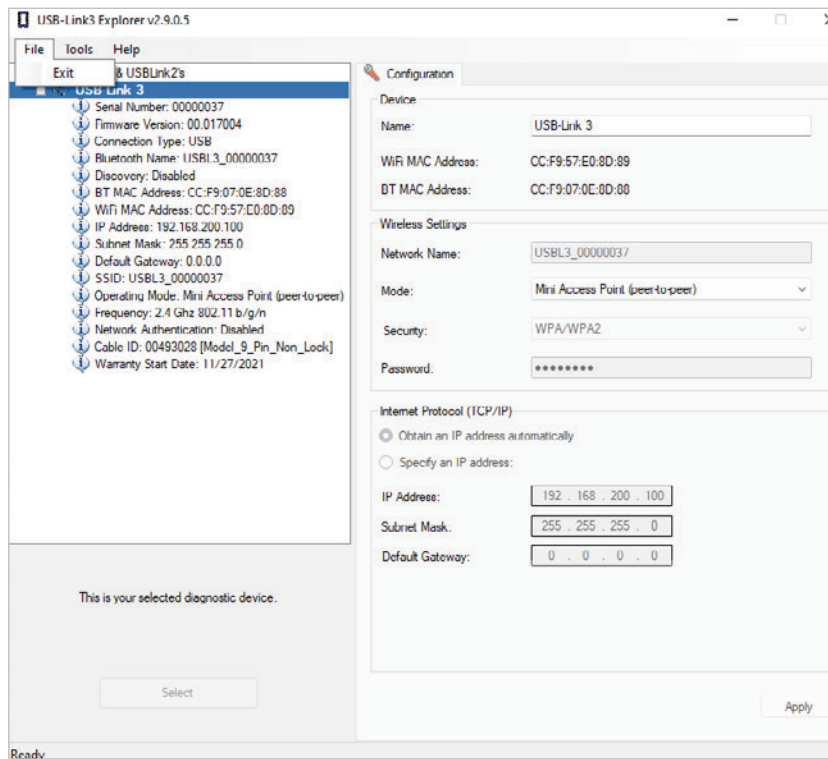 USB-Link3 Explorer v2.9.0.5
File Tools Help
Exit
& USBLink2's
USB Link 3
Serial Number: 00000037
Firmware Version: 00.017004
Connection Type: USB
Bluetooth Name: USBL3_00000037
Discovery: Disabled
BT MAC Address: CC:F9:07:0E:8D:88
WiFi MAC Address: CC:F9:57:E0:8D:89
IP Address: 192.168.200.100
Subnet Mask: 255.255.255.0
Default Gateway: 0.0.0.0
SSID: USBL3_00000037
Operating Mode: Mini Access Point (peer-to-peer)
Frequency: 2.4 Ghz 802.11 b/g/n
Network Authentication: Disabled
Cable ID: 00493028 [Model_9_Pin_Non_Lock]
Warranty Start Date: 11/27/2021
This is your selected diagnostic device.
Select
Configuration
Device
Name: USB-Link 3
WiFi MAC Address: CC:F9:57:E0:8D:89
BT MAC Address: CC:F9:07:0E:8D:88
Wireless Settings
Network Name: USBL3_00000037
Mode: Mini Access Point (peer-to-peer)
Security: WPA/WPA2
Password: ●●●●●●●●
Internet Protocol (TCP/IP)
Obtain an IP address automatically
Specify an IP address:
IP Address: 192 . 168 . 200 . 100
Subnet Mask: 255 . 255 . 255 . 0
Default Gateway: 0 . 0 . 0 . 0
Apply
Ready